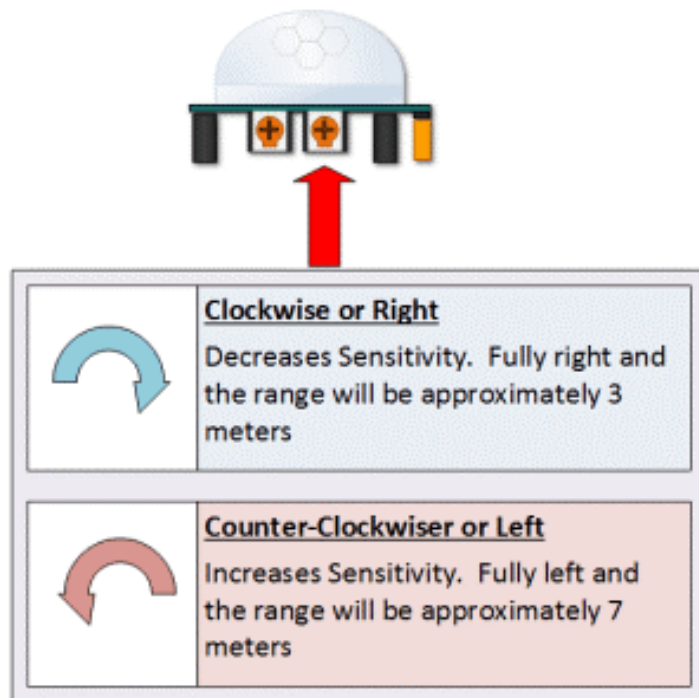 Clockwise or Right
Decreases Sensitivity. Fully right and
the range will be approximately 3
meters
Counter-Clockwiser or Left
Increases Sensitivity. Fully left and
the range will be approximately 7
meters